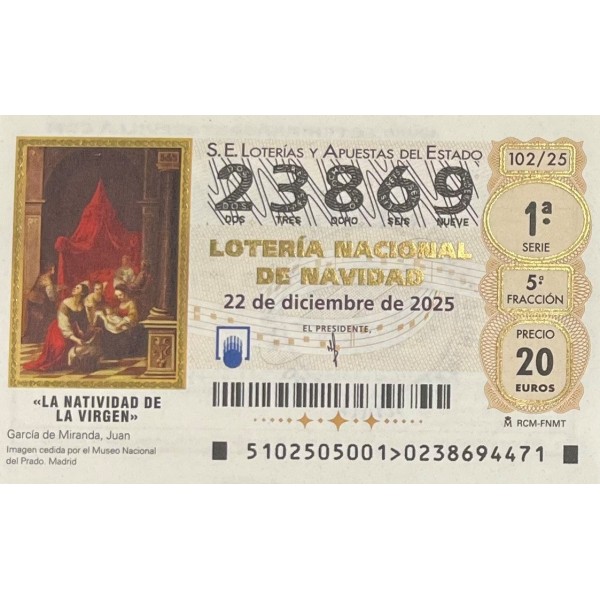 S.E. LOTERÍAS Y APUESTAS DEL ESTADO
102/25
23869
DOS TRES OCHO SEIS NUEVE
1ª
SERIE
LOTERÍA NACIONAL
DE NAVIDAD
22 de diciembre de 2025
5ª
FRACCIÓN
EL PRESIDENTE,
PRECIO
20
EUROS
«LA NATIVIDAD DE
LA VIRGEN»
García de Miranda, Juan
Imagen cedida por el Museo Nacional
del Prado. Madrid
RCM-FNMT
5102505001>0238694471